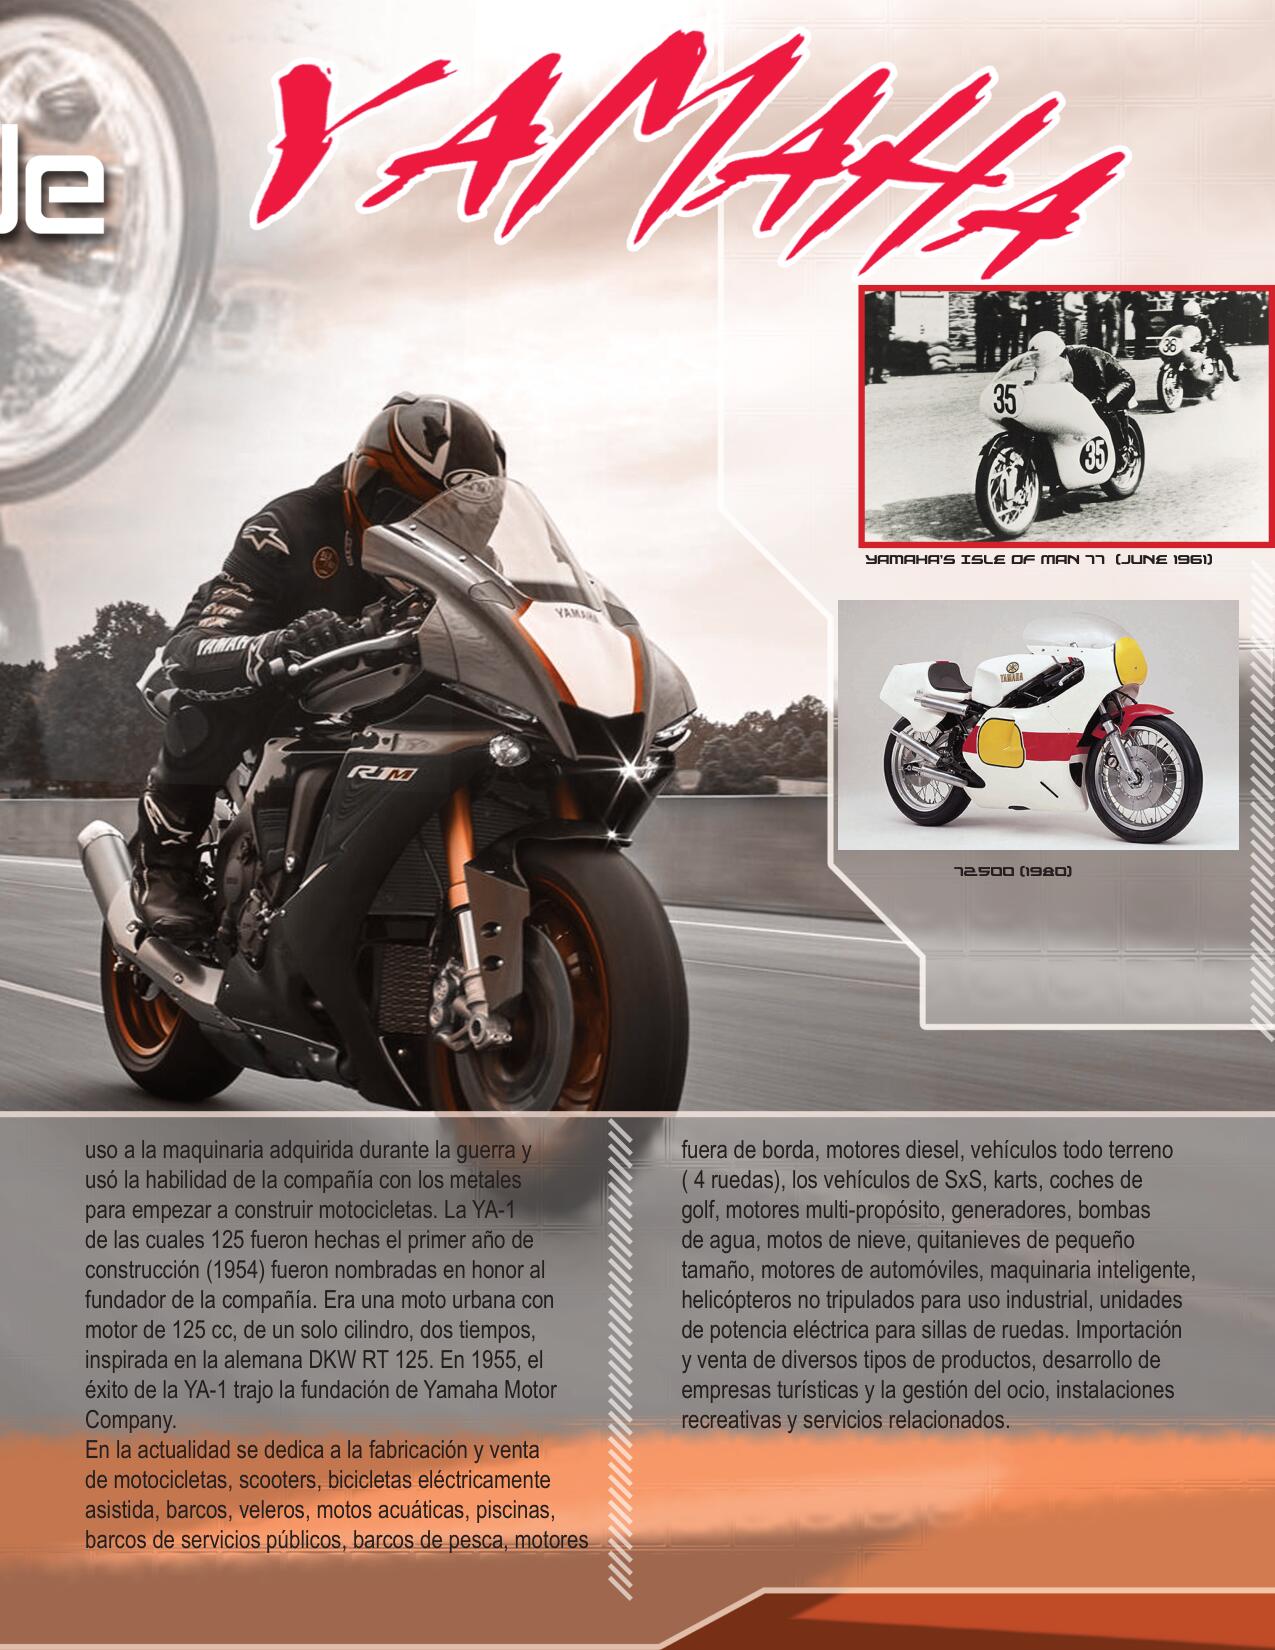 de
YAMAHA
35
36
35
YAMAHA'S ISLE OF MAN TT (JUNE 1961)
YAMAHA
YAMAHA
YAMAHA
R1M
TZ500 (1980)
uso a la maquinaria adquirida durante la guerra y
usó la habilidad de la compañía con los metales
para empezar a construir motocicletas. La YA-1
de las cuales 125 fueron hechas el primer año de
construcción (1954) fueron nombradas en honor al
fundador de la compañía. Era una moto urbana con
motor de 125 cc, de un solo cilindro, dos tiempos,
inspirada en la alemana DKW RT 125. En 1955, el
éxito de la YA-1 trajo la fundación de Yamaha Motor
Company.
En la actualidad se dedica a la fabricación y venta
de motocicletas, scooters, bicicletas eléctricamente
asistida, barcos, veleros, motos acuáticas, piscinas,
barcos de servicios públicos, barcos de pesca, motores
fuera de borda, motores diesel, vehículos todo terreno
( 4 ruedas), los vehículos de SxS, karts, coches de
golf, motores multi-propósito, generadores, bombas
de agua, motos de nieve, quitanieves de pequeño
tamaño, motores de automóviles, maquinaria inteligente,
helicópteros no tripulados para uso industrial, unidades
de potencia eléctrica para sillas de ruedas. Importación
y venta de diversos tipos de productos, desarrollo de
empresas turísticas y la gestión del ocio, instalaciones
recreativas y servicios relacionados.